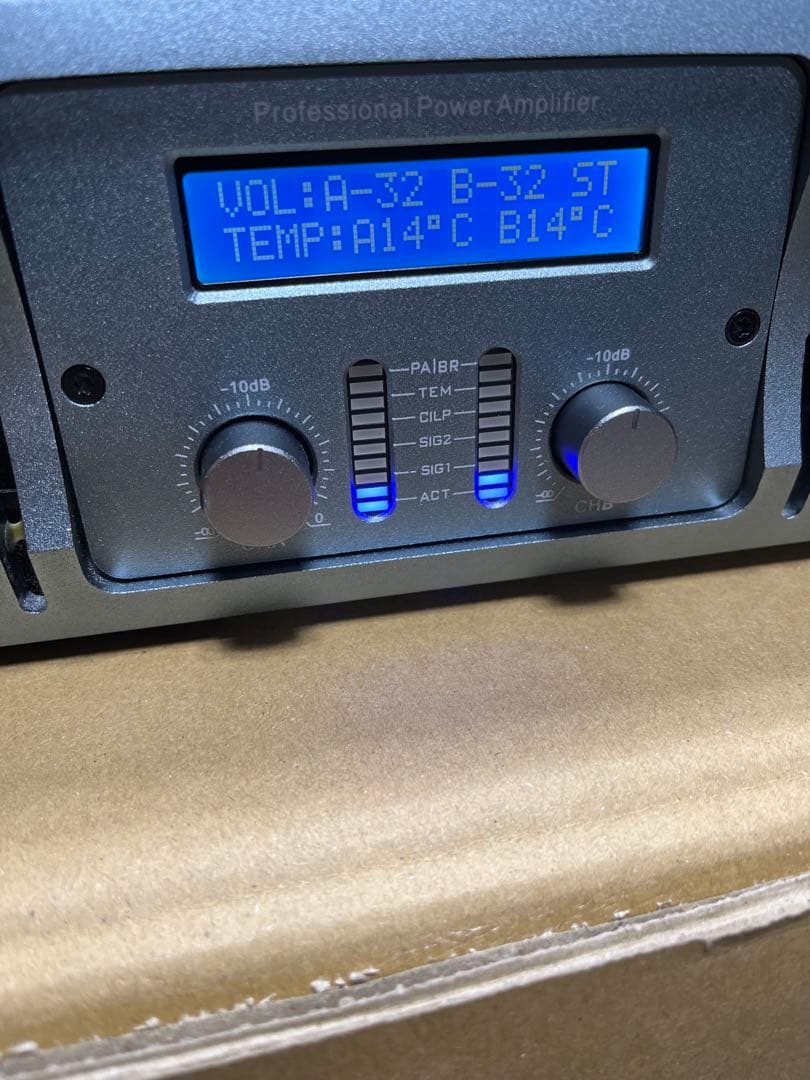 Professional Power Amplifier
VOL:A-32 B-32 ST
TEMP:A14°C B14°C
-10dB
PA|BR
TEM
CILP
SIG2
SIG1
ACT
-10dB
-∞
0
-∞
CHB